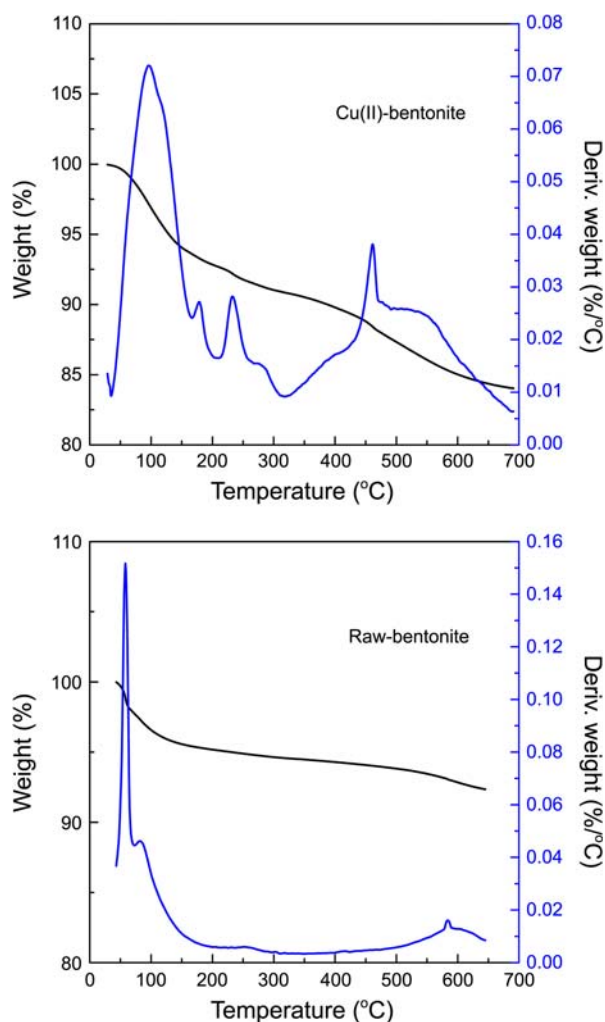 110
105
100
95
90
85
80
Weight (%)
Cu(II)-bentonite
0.08
0.07
0.06
0.05
0.04
0.03
0.02
0.01
0.00
Deriv. weight (%/°C)
0 100 200 300 400 500 600 700
Temperature (°C)
110
100
90
80
Weight (%)
Raw-bentonite
0.16
0.14
0.12
0.10
0.08
0.06
0.04
0.02
0.00
Deriv. weight (%/°C)
0 100 200 300 400 500 600 700
Temperature (°C)